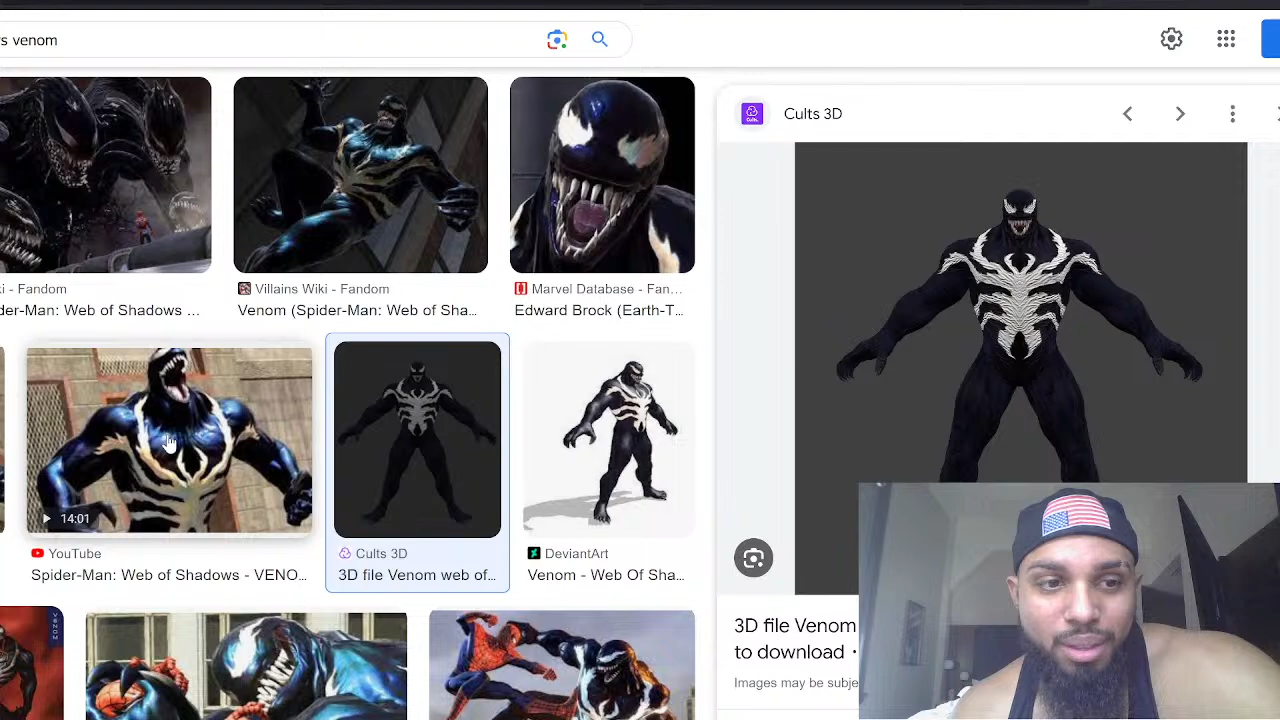 s venom
Cults 3D
ki - Fandom
Villains Wiki - Fandom
Marvel Database - Fan...
der-Man: Web of Shadows ...
Venom (Spider-Man: Web of Sha...
Edward Brock (Earth-T...
14:01
YouTube
Cults 3D
DeviantArt
Spider-Man: Web of Shadows - VENO...
3D file Venom web of...
Venom - Web Of Sha...
VENOM
3D file Venom
to download ·
Images may be subje